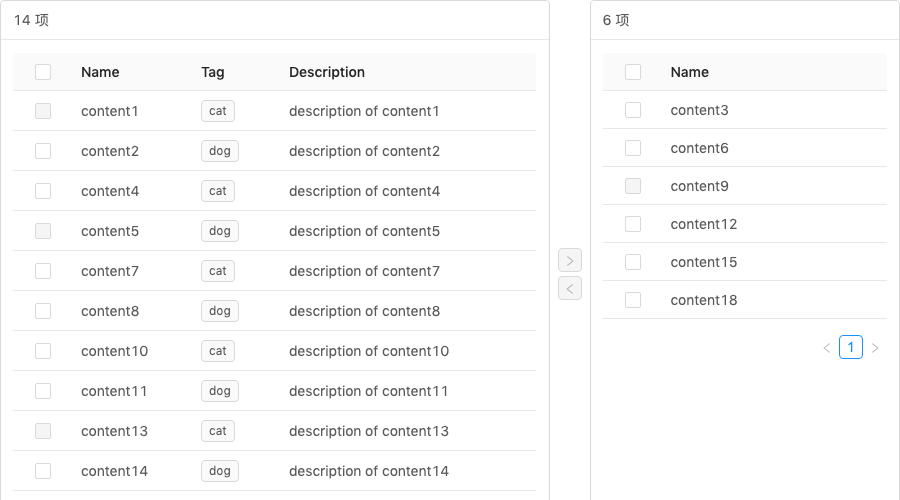 14 项
Name Tag Description
content1 cat description of content1
content2 dog description of content2
content4 cat description of content4
content5 dog description of content5
content7 cat description of content7
content8 dog description of content8
content10 cat description of content10
content11 dog description of content11
content13 cat description of content13
content14 dog description of content14
6 项
Name
content3
content6
content9
content12
content15
content18
1